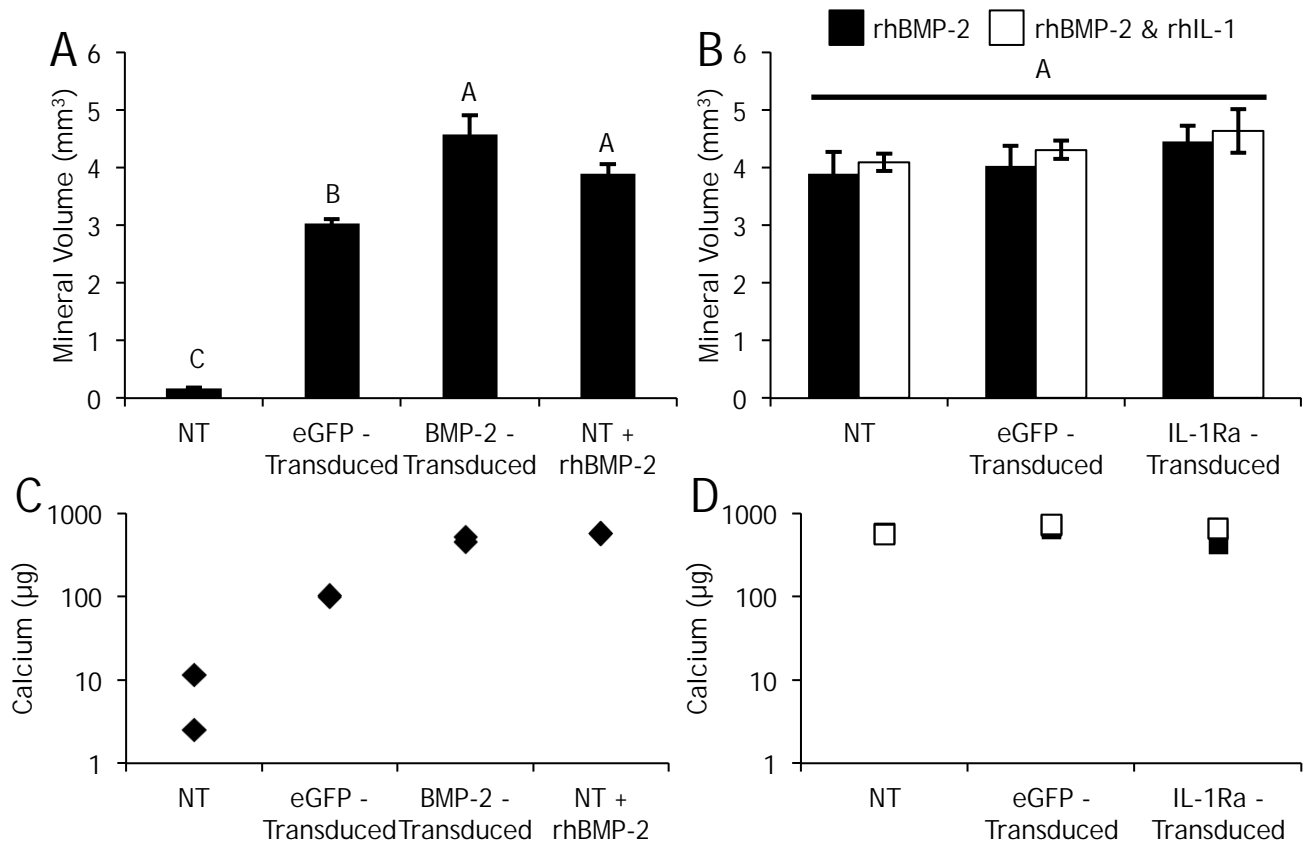 A
Mineral Volume (mm³)
6
5
4
3
2
1
0
C
B
A
A
NT
eGFP -
Transduced
BMP-2 -
Transduced
NT +
rhBMP-2
B
rhBMP-2
rhBMP-2 & rhIL-1
Mineral Volume (mm³)
6
5
4
3
2
1
0
A
NT
eGFP -
Transduced
IL-1Ra -
Transduced
C
Calcium (µg)
1000
100
10
1
NT
eGFP -
Transduced
BMP-2 -
Transduced
NT +
rhBMP-2
D
Calcium (µg)
1000
100
10
1
NT
eGFP -
Transduced
IL-1Ra -
Transduced